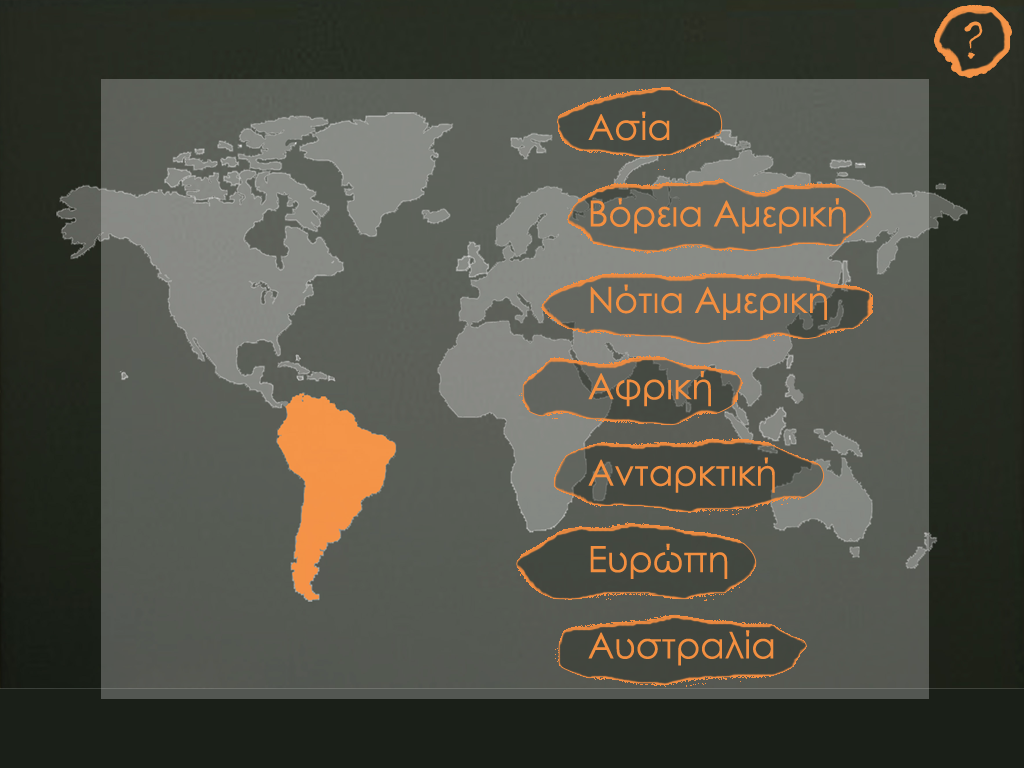 ?
Ασία
Βόρεια Αμερική
Νότια Αμερική
Αφρική
Ανταρκτική
Ευρώπη
Αυστραλία